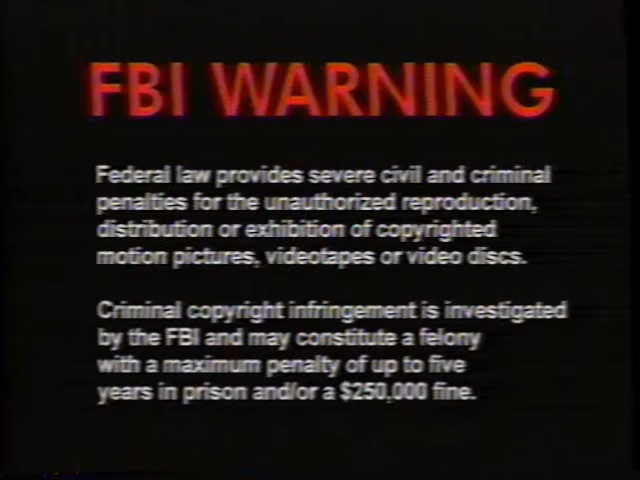 FBI WARNING
Federal law provides severe civil and criminal
penalties for the unauthorized reproduction,
distribution or exhibition of copyrighted
motion pictures, videotapes or video discs.
Criminal copyright infringement is investigated
by the FBI and may constitute a felony
with a maximum penalty of up to five
years in prison and/or a $250,000 fine.